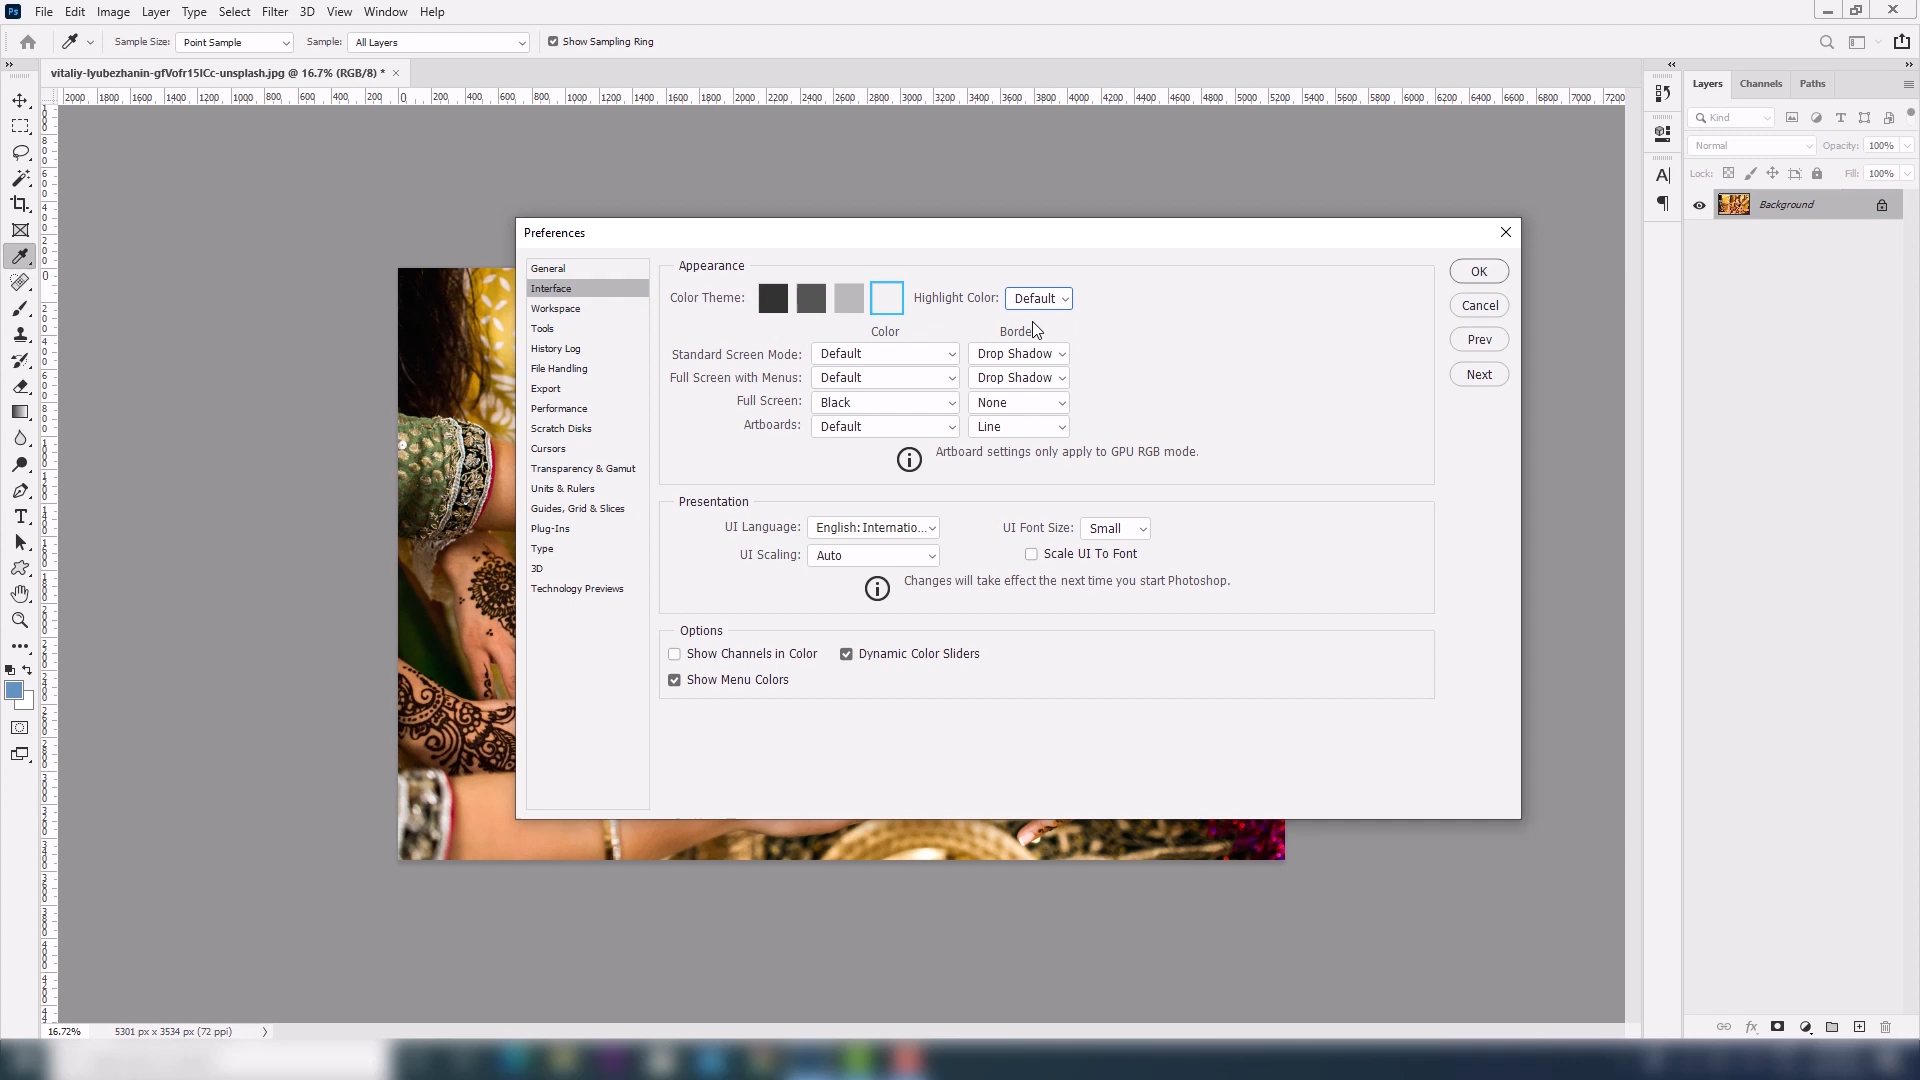 Ps File Edit Image Layer Type Select Filter 3D View Window Help
Sample Size: Point Sample Sample: All Layers Show Sampling Ring
vitaliy-lyubezhanin-gfVofr15lCc-unsplash.jpg @ 16.7% (RGB/8) * ×
2000 1800 1600 1400 1200 1000 800 600 400 200 0 200 400 600 800 1000 1200 1400 1600 1800 2000 2200 2400 2600 2800 3000 3200 3400 3600 3800 4000 4200 4400 4600 4800 5000 5200 5400 5600 5800 6000 6200 6400 6600 6800 7000 7200
Layers Channels Paths
Kind
Normal Opacity: 100%
Lock: Fill: 100%
Background
Preferences
General
Interface
Workspace
Tools
History Log
File Handling
Export
Performance
Scratch Disks
Cursors
Transparency & Gamut
Units & Rulers
Guides, Grid & Slices
Plug-Ins
Type
3D
Technology Previews
Appearance
Color Theme: Highlight Color: Default
Color Borde
Standard Screen Mode: Default Drop Shadow
Full Screen with Menus: Default Drop Shadow
Full Screen: Black None
Artboards: Default Line
Artboard settings only apply to GPU RGB mode.
Presentation
UI Language: English: Internatio... UI Font Size: Small
UI Scaling: Auto Scale UI To Font
Changes will take effect the next time you start Photoshop.
Options
Show Channels in Color Dynamic Color Sliders
Show Menu Colors
OK
Cancel
Prev
Next
16.72% 5301 px x 3534 px (72 ppi)